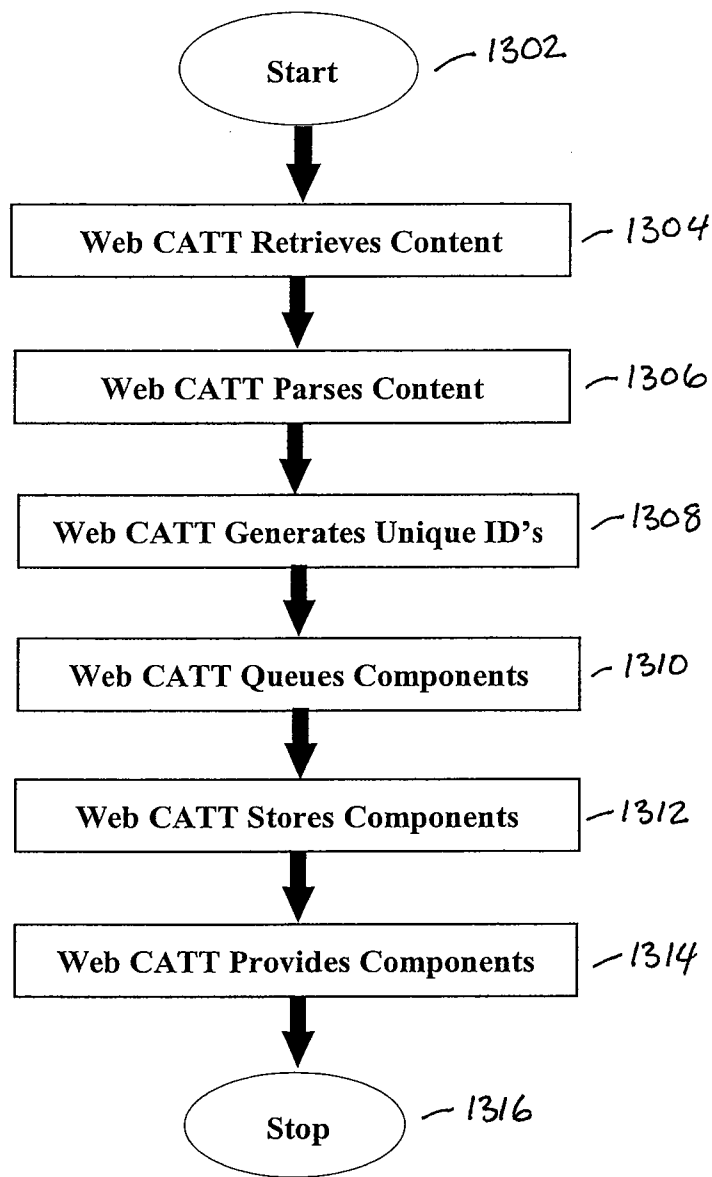 Start
1302
Web CATT Retrieves Content
1304
Web CATT Parses Content
1306
Web CATT Generates Unique ID's
1308
Web CATT Queues Components
1310
Web CATT Stores Components
1312
Web CATT Provides Components
1314
Stop
1316